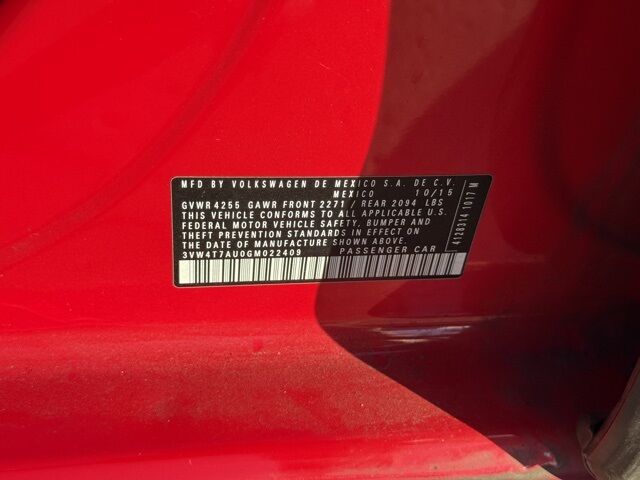 MFD BY VOLKSWAGEN DE MEXICO S.A. DE C.V.
MEXICO 10/15
GVWR 4255 GAWR FRONT 2271 / REAR 2094 LBS
THIS VEHICLE CONFORMS TO ALL APPLICABLE U.S.
FEDERAL MOTOR VEHICLE SAFETY, BUMPER AND
THEFT PREVENTION STANDARDS IN EFFECT ON
THE DATE OF MANUFACTURE SHOWN ABOVE.
3VW4T7AU0GM022409 PASSENGER CAR
4128314 1017 M